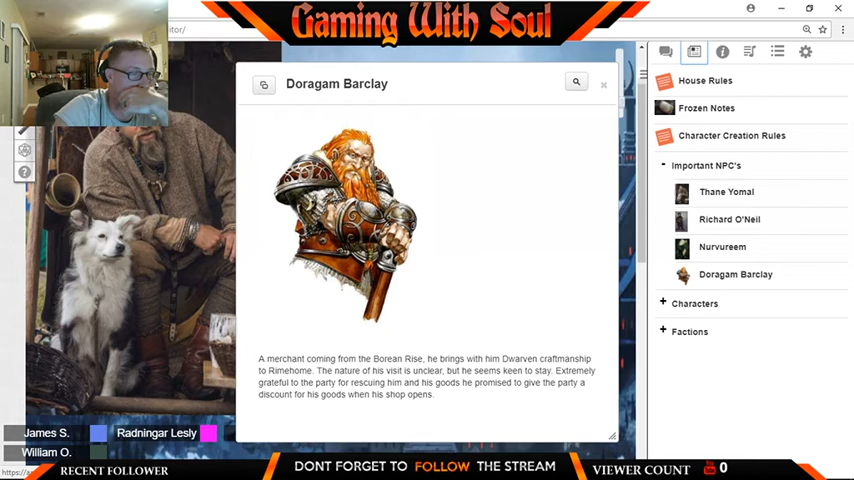 Gaming With Soul
itor/
Doragam Barclay
House Rules
Frozen Notes
Character Creation Rules
Important NPC's
Thane Yomal
Richard O'Neil
Nurvureem
Doragam Barclay
Characters
Factions
A merchant coming from the Borean Rise, he brings with him Dwarven craftmanship
to Rimehome. The nature of his visit is unclear, but he seems keen to stay. Extremely
grateful to the party for rescuing him and his goods he promised to give the party a
discount for his goods when his shop opens.
James S.
Radningar Lesly
William O.
RECENT FOLLOWER
DONT FORGET TO FOLLOW THE STREAM
VIEWER COUNT
0